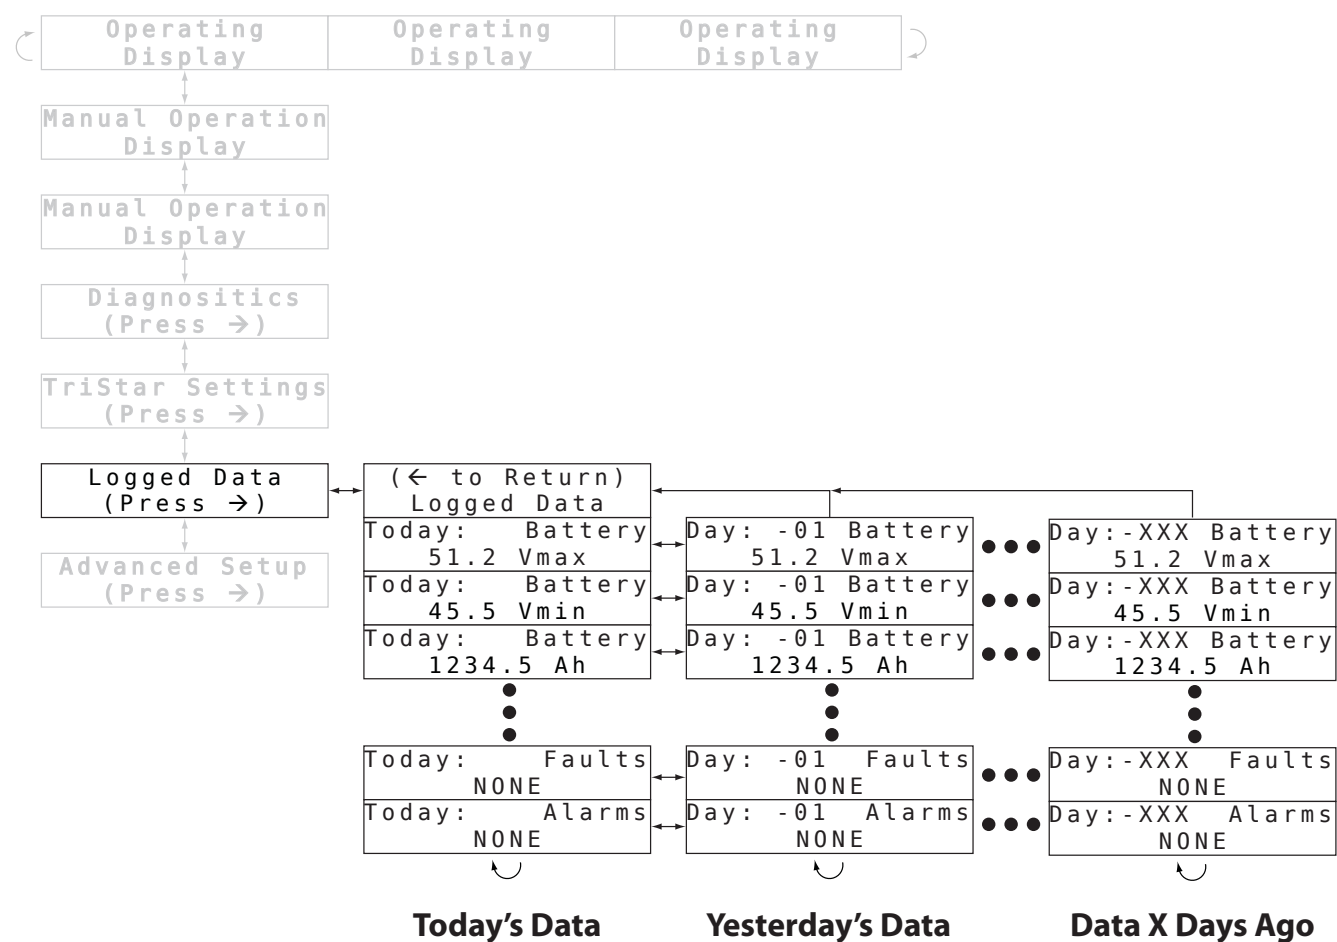 Operating
Display
Operating
Display
Operating
Display
Manual Operation
Display
Manual Operation
Display
Diagnositics
(Press →)
TriStar Settings
(Press →)
Logged Data
(Press →)
Advanced Setup
(Press →)
(← to Return)
Logged Data
Today: Battery
51.2 Vmax
Today: Battery
45.5 Vmin
Today: Battery
1234.5 Ah
Today: Faults
NONE
Today: Alarms
NONE
Today's Data
Day: -01 Battery
51.2 Vmax
Day: -01 Battery
45.5 Vmin
Day: -01 Battery
1234.5 Ah
Day: -01 Faults
NONE
Day: -01 Alarms
NONE
Yesterday's Data
Day:-XXX Battery
51.2 Vmax
Day:-XXX Battery
45.5 Vmin
Day:-XXX Battery
1234.5 Ah
Day:-XXX Faults
NONE
Day:-XXX Alarms
NONE
Data X Days Ago